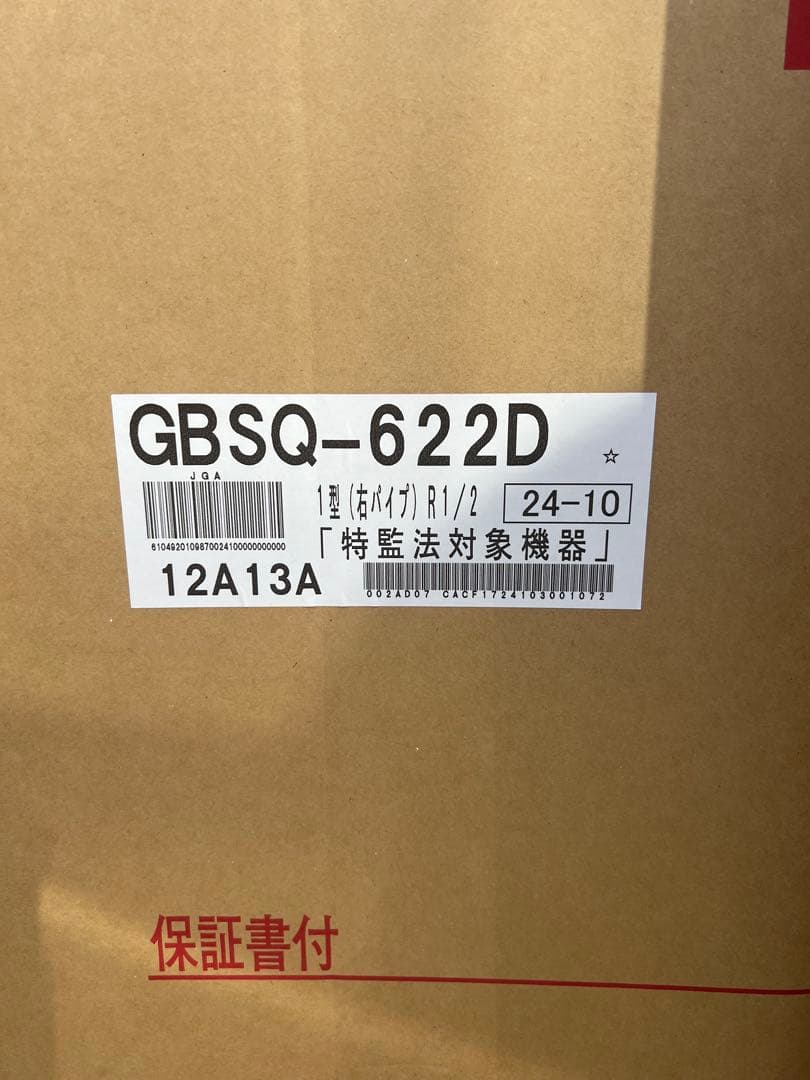 GBSQ-622D ☆
JGA
1型(右パイプ)R1/2 24-10
6104920109870024100000000000
「特監法対象機器」
12A13A
002AD07 CACF1724103001072
保証書付